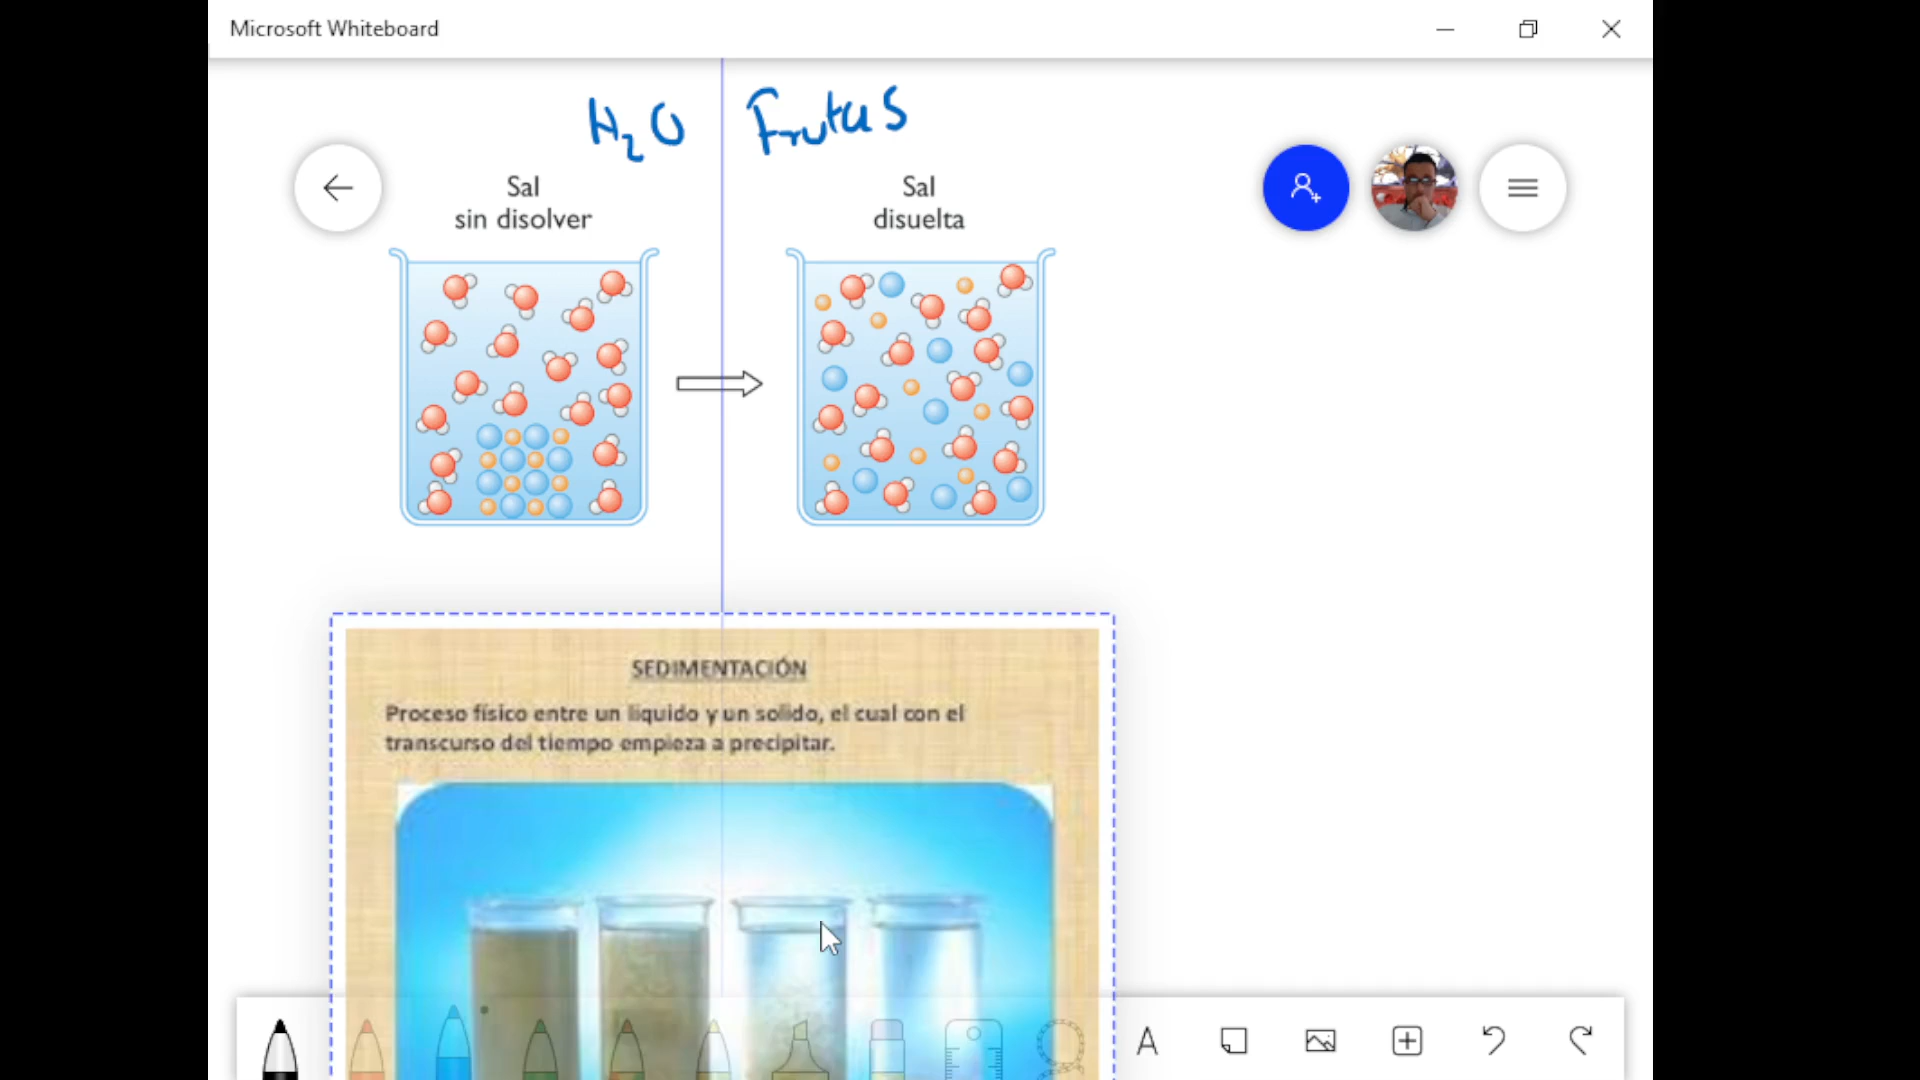 Microsoft Whiteboard
H₂O Frutas
Sal
sin disolver
Sal
disuelta
SEDIMENTACIÓN
Proceso físico entre un liquido y un solido, el cual con el
transcurso del tiempo empieza a precipitar.